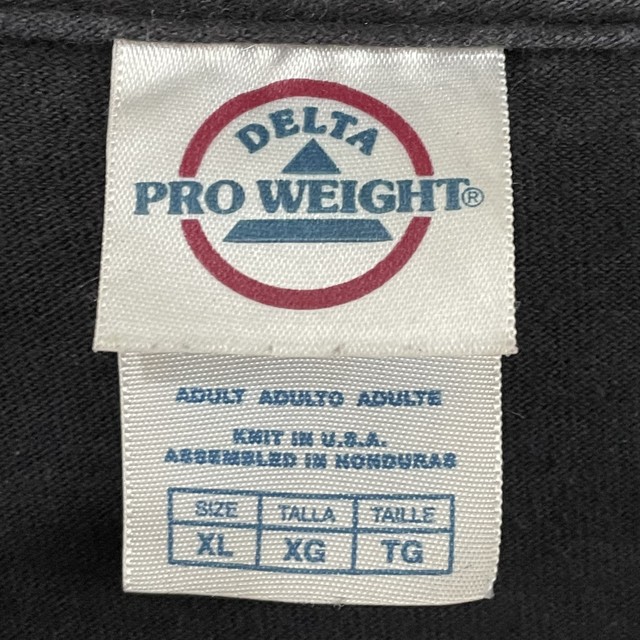 DELTA
PRO WEIGHT®
ADULT ADULTO ADULTE
KNIT IN U.S.A.
ASSEMBLED IN HONDURAS
SIZE TALLA TAILLE
XL XG TG